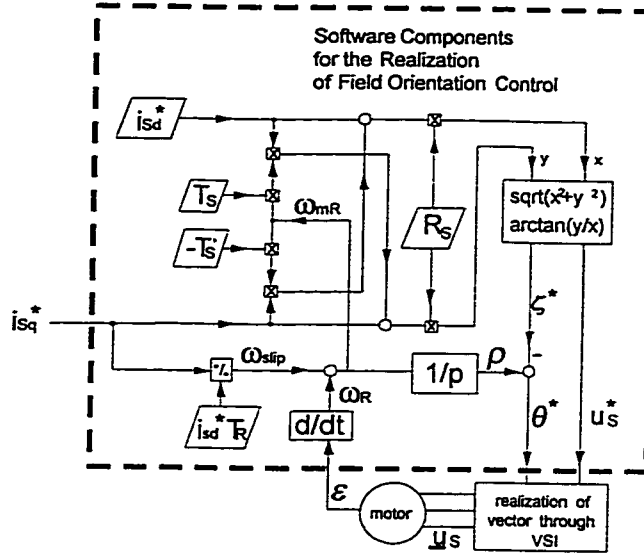 Software Components
for the Realization
of Field Orientation Control
iSd*
TS
-TS'
ωmR
RS
y
x
sqrt(x²+y²)
arctan(y/x)
ζ*
iSq*
ωslip
ωR
1/p
ρ
-
isd* TR
d/dt
θ*
uS*
ε
motor
uS
realization of
vector through
VSI